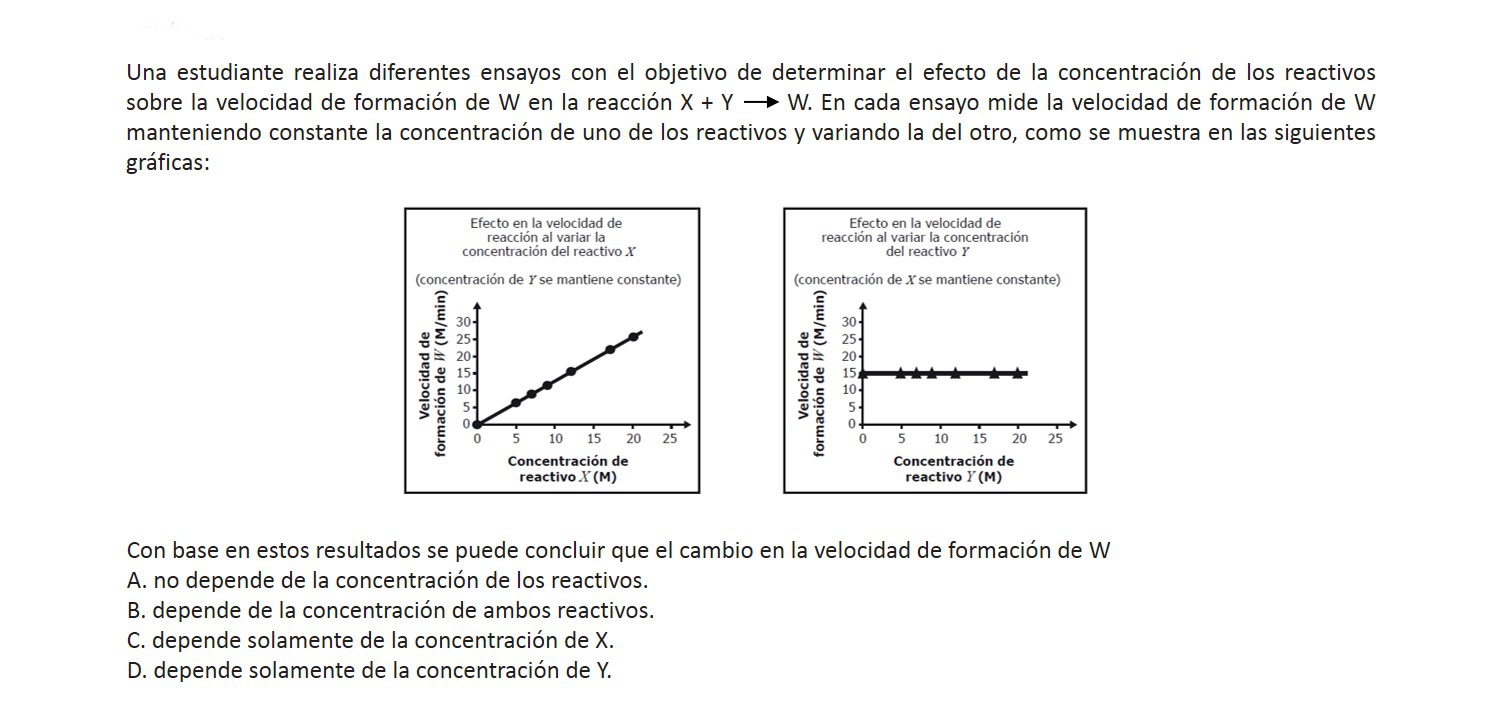 Una estudiante realiza diferentes ensayos con el objetivo de determinar el efecto de la concentración de los reactivos
sobre la velocidad de formación de W en la reacción X + Y → W. En cada ensayo mide la velocidad de formación de W
manteniendo constante la concentración de uno de los reactivos y variando la del otro, como se muestra en las siguientes
gráficas:
Efecto en la velocidad de
reacción al variar la
concentración del reactivo X
(concentración de Y se mantiene constante)
Velocidad de
formación de W (M/min)
30
25
20
15
10
5
0
0 5 10 15 20 25
Concentración de
reactivo X (M)
Efecto en la velocidad de
reacción al variar la concentración
del reactivo Y
(concentración de X se mantiene constante)
Velocidad de
formación de W (M/min)
30
25
20
15
10
5
0
0 5 10 15 20 25
Concentración de
reactivo Y (M)
Con base en estos resultados se puede concluir que el cambio en la velocidad de formación de W
A. no depende de la concentración de los reactivos.
B. depende de la concentración de ambos reactivos.
C. depende solamente de la concentración de X.
D. depende solamente de la concentración de Y.